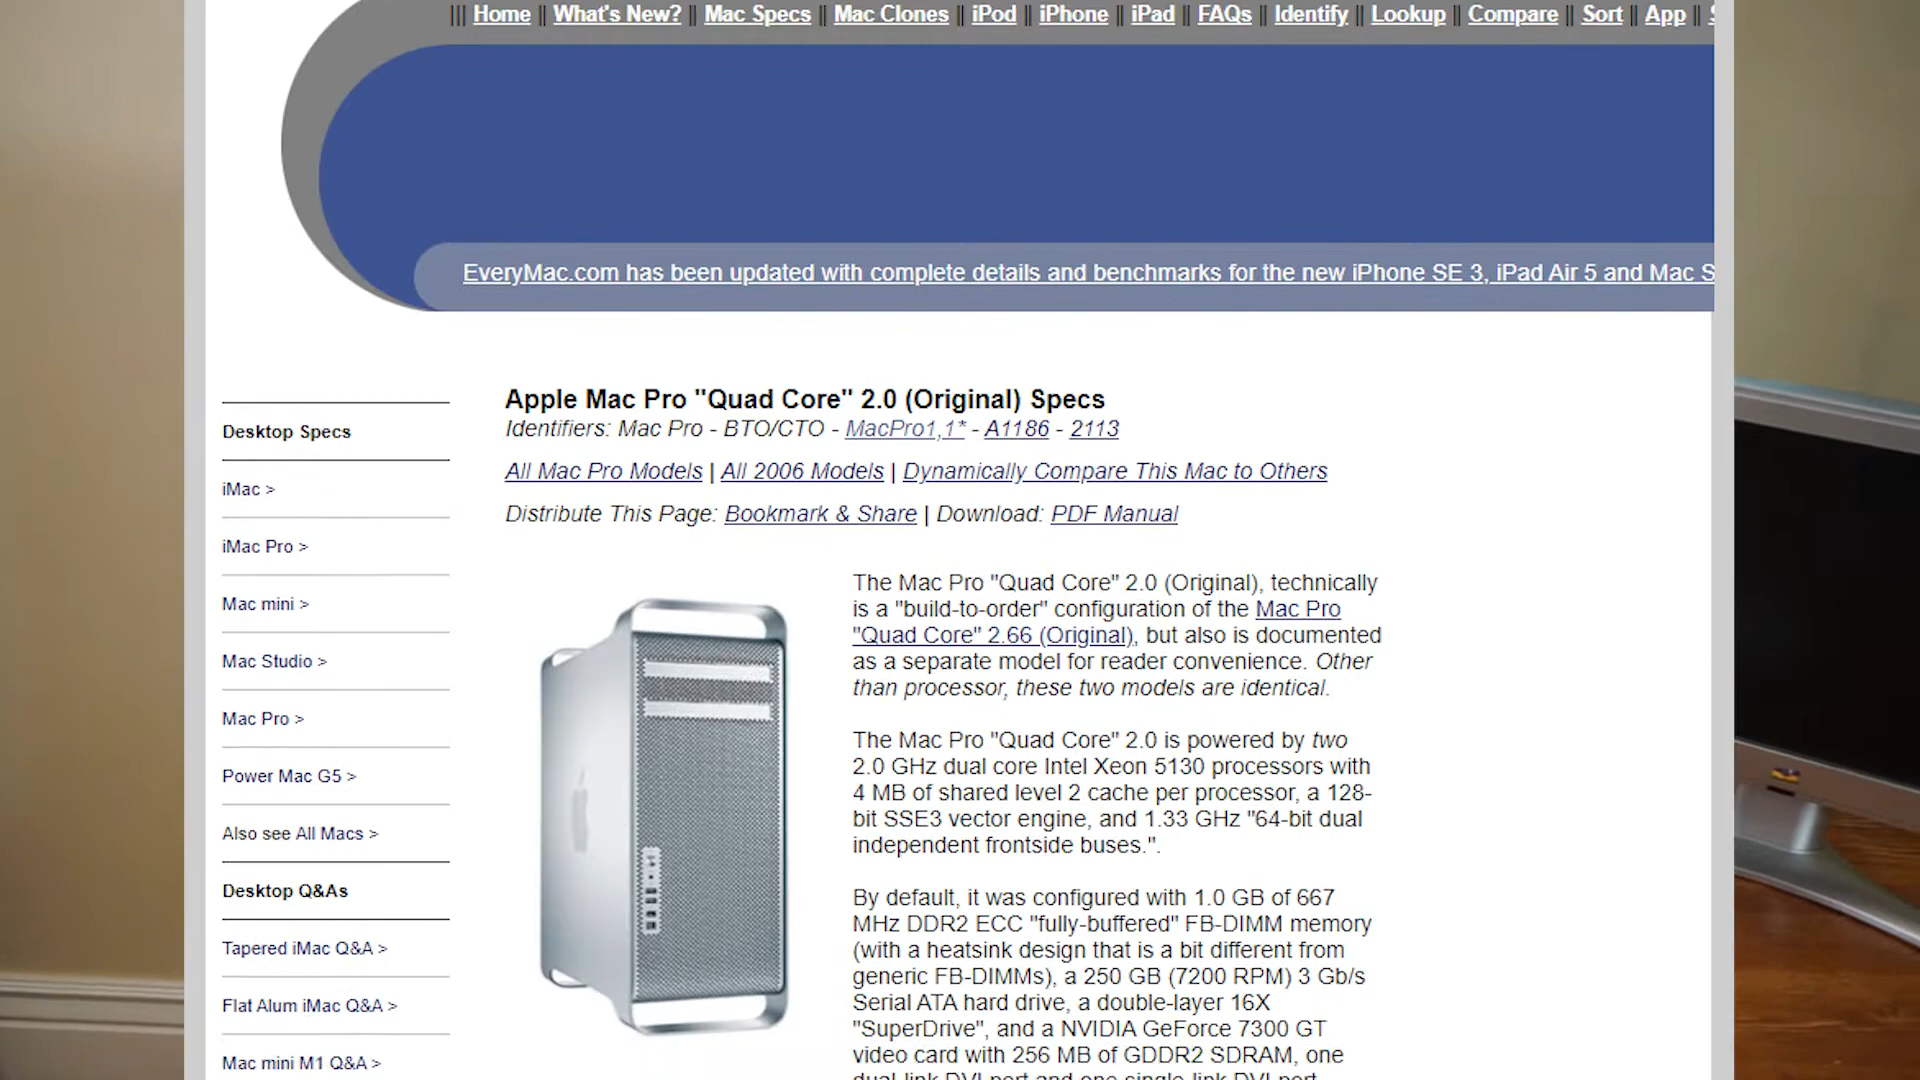 ||| Home || What's New? || Mac Specs || Mac Clones || iPod || iPhone || iPad || FAQs || Identify || Lookup || Compare || Sort || App ||
EveryMac.com has been updated with complete details and benchmarks for the new iPhone SE 3, iPad Air 5 and Mac S
Desktop Specs
iMac >
iMac Pro >
Mac mini >
Mac Studio >
Mac Pro >
Power Mac G5 >
Also see All Macs >
Desktop Q&As
Tapered iMac Q&A >
Flat Alum iMac Q&A >
Mac mini M1 Q&A >
Apple Mac Pro "Quad Core" 2.0 (Original) Specs
Identifiers: Mac Pro - BTO/CTO - MacPro1,1* - A1186 - 2113
All Mac Pro Models | All 2006 Models | Dynamically Compare This Mac to Others
Distribute This Page: Bookmark & Share | Download: PDF Manual
The Mac Pro "Quad Core" 2.0 (Original), technically
is a "build-to-order" configuration of the Mac Pro
"Quad Core" 2.66 (Original), but also is documented
as a separate model for reader convenience. Other
than processor, these two models are identical.
The Mac Pro "Quad Core" 2.0 is powered by two
2.0 GHz dual core Intel Xeon 5130 processors with
4 MB of shared level 2 cache per processor, a 128-
bit SSE3 vector engine, and 1.33 GHz "64-bit dual
independent frontside buses.".
By default, it was configured with 1.0 GB of 667
MHz DDR2 ECC "fully-buffered" FB-DIMM memory
(with a heatsink design that is a bit different from
generic FB-DIMMs), a 250 GB (7200 RPM) 3 Gb/s
Serial ATA hard drive, a double-layer 16X
"SuperDrive", and a NVIDIA GeForce 7300 GT
video card with 256 MB of GDDR2 SDRAM, one
dual-link DVI port and one single-link DVI port.